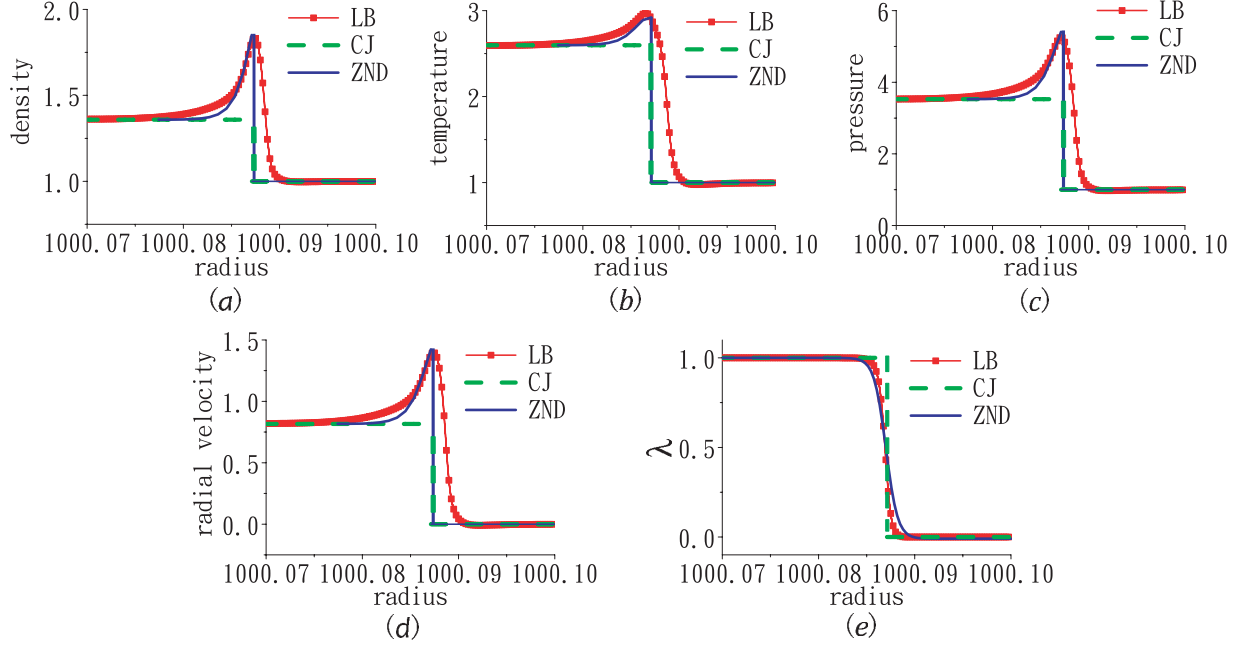 density
2.0
1.5
1.0
LB
CJ
ZND
1000.07 1000.08 1000.09 1000.10
radius
(a)
temperature
3
2
1
LB
CJ
ZND
1000.07 1000.08 1000.09 1000.10
radius
(b)
pressure
6
4
2
0
LB
CJ
ZND
1000.07 1000.08 1000.09 1000.10
radius
(c)
radial velocity
1.5
1.0
0.5
0.0
LB
CJ
ZND
1000.07 1000.08 1000.09 1000.10
radius
(d)
λ
1.0
0.5
0.0
LB
CJ
ZND
1000.07 1000.08 1000.09 1000.10
radius
(e)